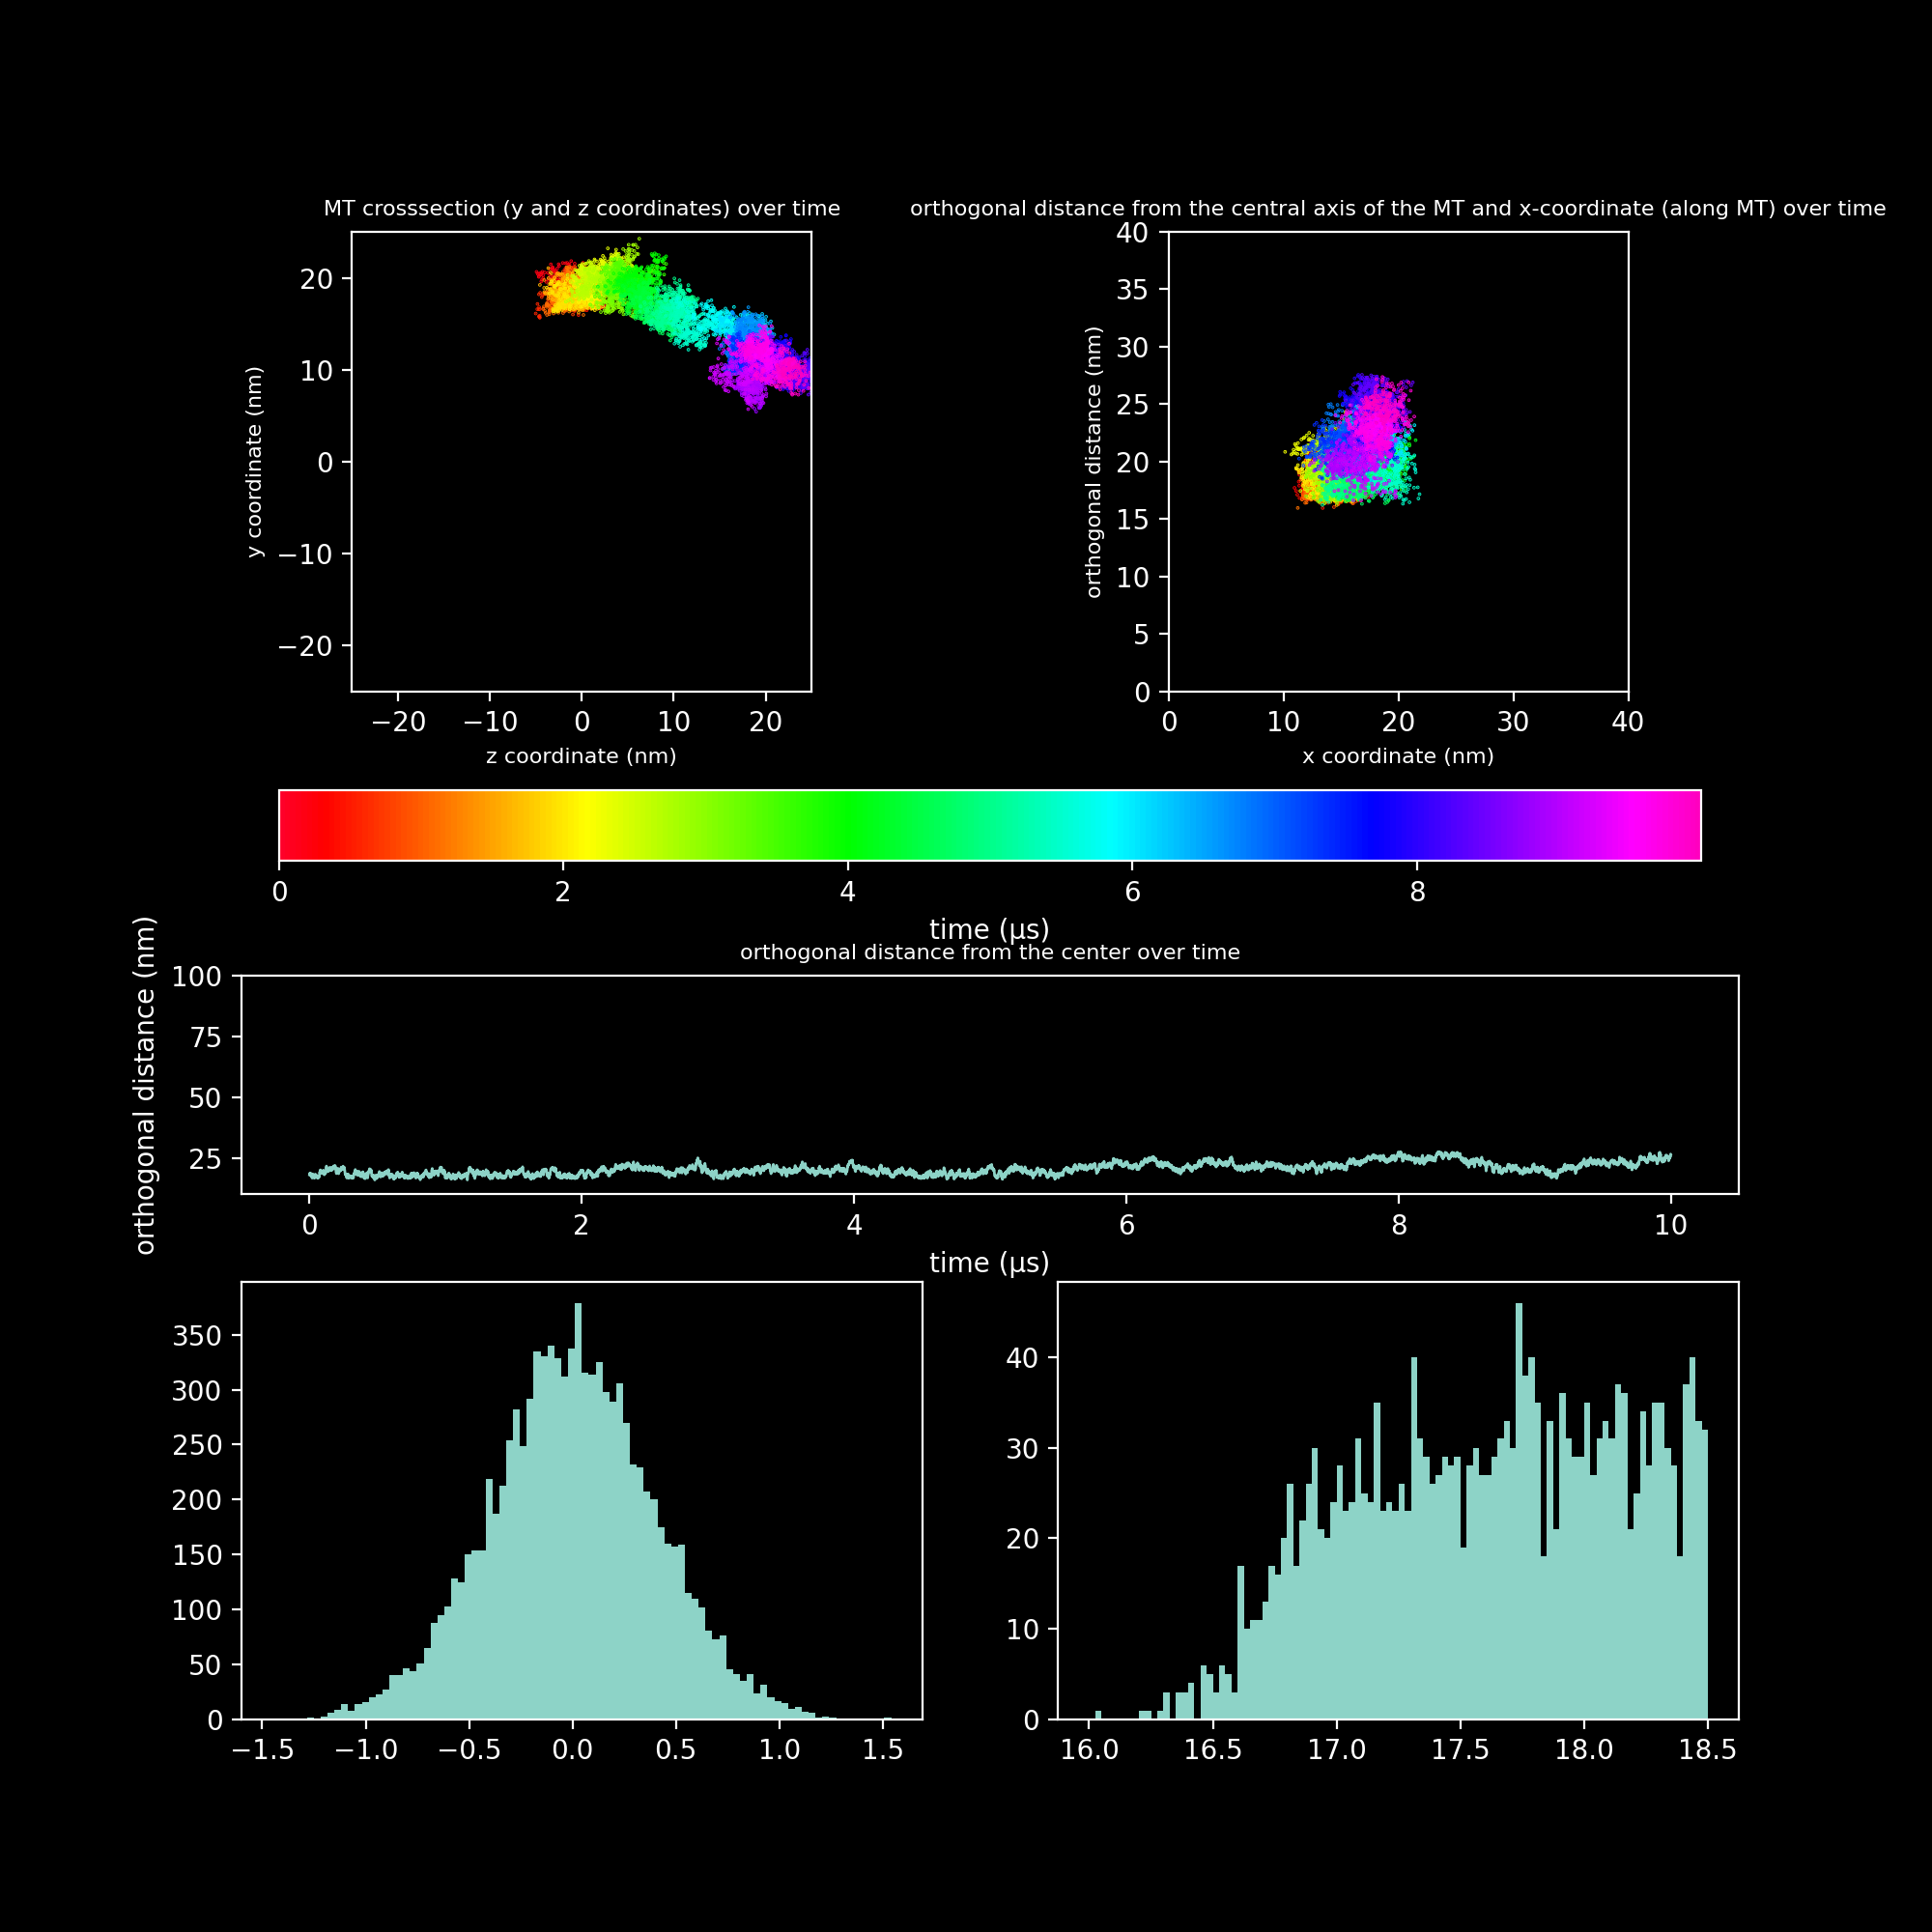 MT crosssection (y and z coordinates) over time
orthogonal distance from the central axis of the MT and x-coordinate (along MT) over time
y coordinate (nm)
20
10
0
−10
−20
−20 −10 0 10 20
z coordinate (nm)
orthogonal distance (nm)
40
35
30
25
20
15
10
5
0
0 10 20 30 40
x coordinate (nm)
0 2 4 6 8
time (µs)
orthogonal distance from the center over time
orthogonal distance (nm)
100
75
50
25
0 2 4 6 8 10
time (µs)
350
300
250
200
150
100
50
0
−1.5 −1.0 −0.5 0.0 0.5 1.0 1.5
40
30
20
10
0
16.0 16.5 17.0 17.5 18.0 18.5